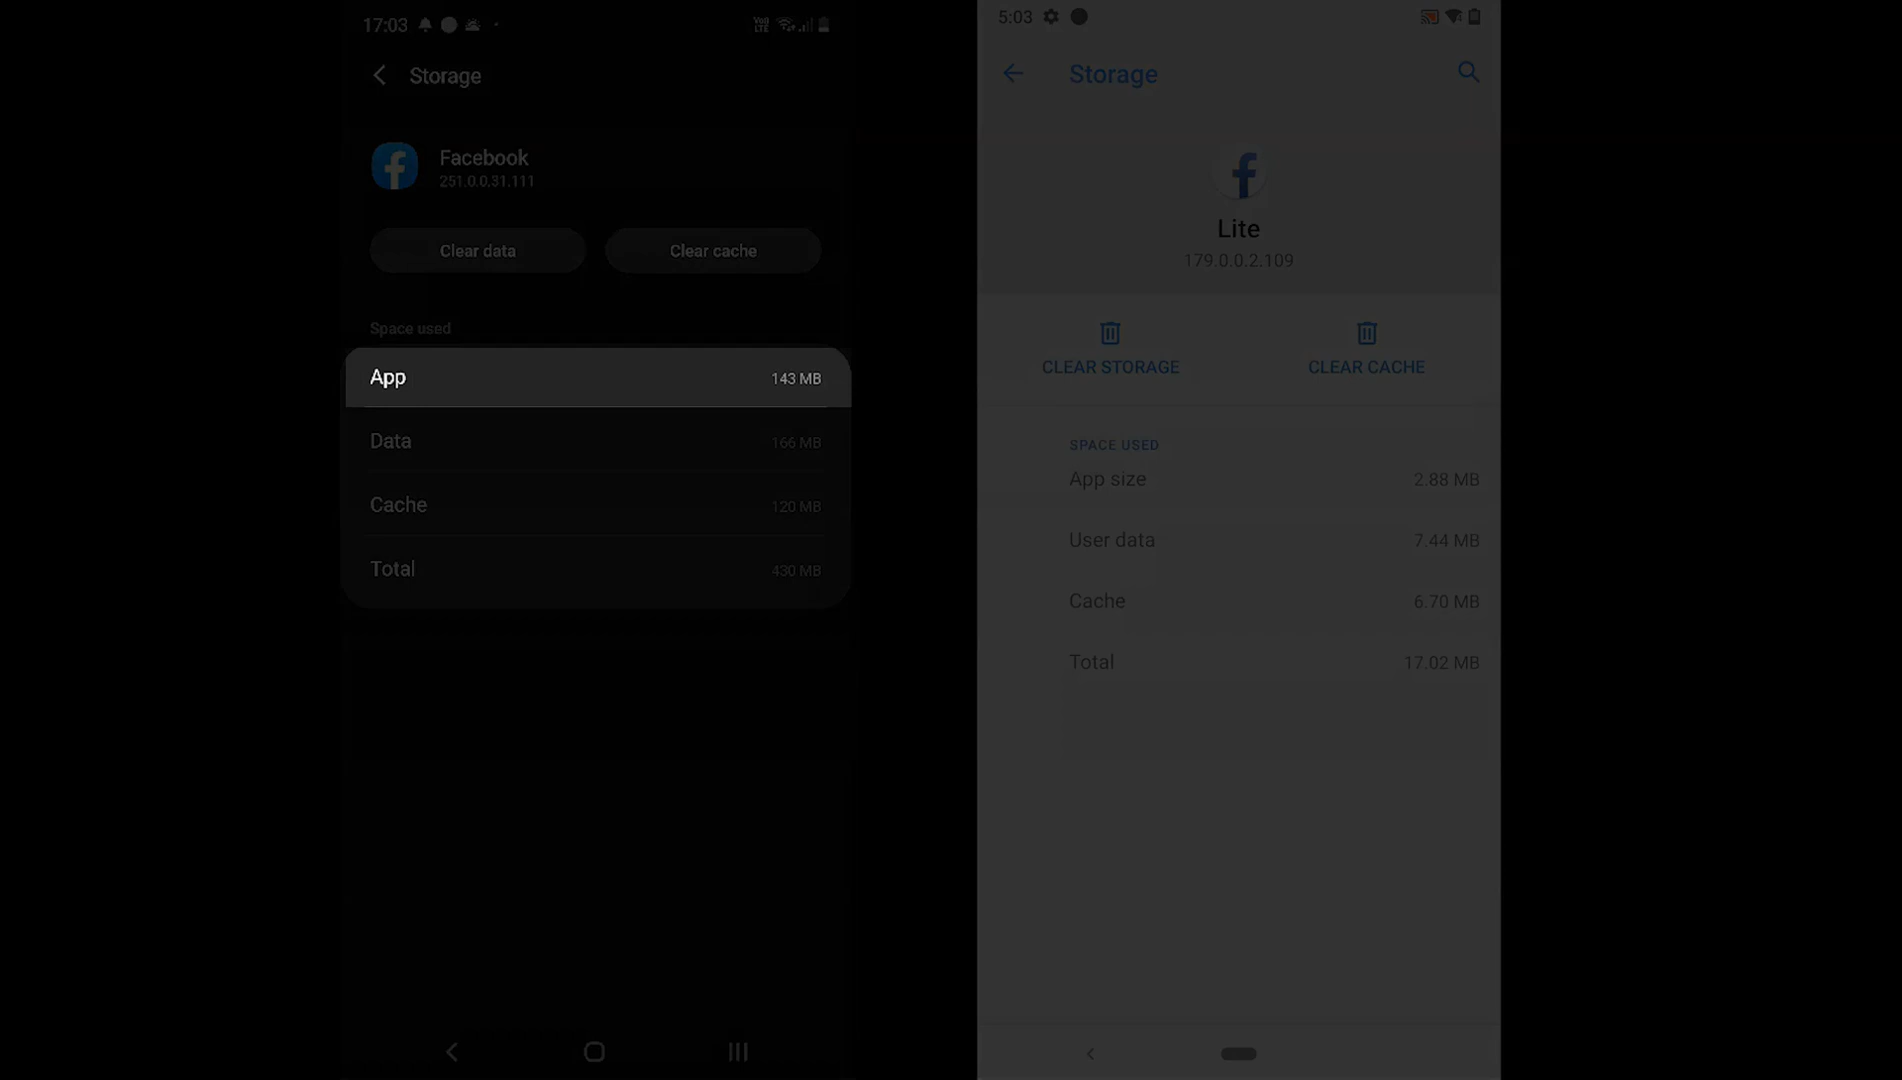 17:03
Vo)) LTE
Storage
Facebook
251.0.0.31.111
Clear data
Clear cache
Space used
App 143 MB
Data 166 MB
Cache 120 MB
Total 430 MB
5:03
Storage
Lite
179.0.0.2.109
CLEAR STORAGE
CLEAR CACHE
SPACE USED
App size 2.88 MB
User data 7.44 MB
Cache 6.70 MB
Total 17.02 MB